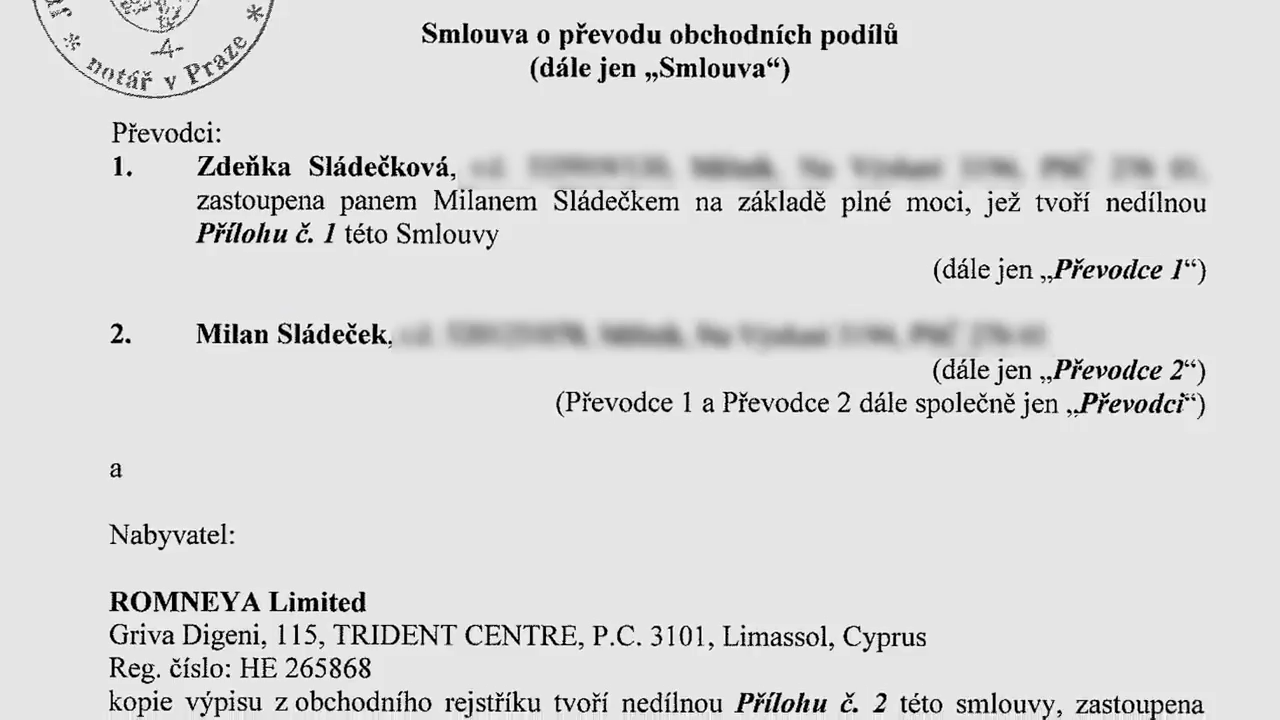 notář v Praze
-4-
Smlouva o převodu obchodních podílů
(dále jen „Smlouva“)
Převodci:
1. Zdeňka Sládečková,
zastoupena panem Milanem Sládečkem na základě plné moci, jež tvoří nedílnou
Přílohu č. 1 této Smlouvy
(dále jen „Převodce 1“)
2. Milan Sládeček,
(dále jen „Převodce 2“)
(Převodce 1 a Převodce 2 dále společně jen „Převodci“)
a
Nabyvatel:
ROMNEYA Limited
Griva Digeni, 115, TRIDENT CENTRE, P.C. 3101, Limassol, Cyprus
Reg. číslo: HE 265868
kopie výpisu z obchodního rejstříku tvoří nedílnou Přílohu č. 2 této smlouvy, zastoupena